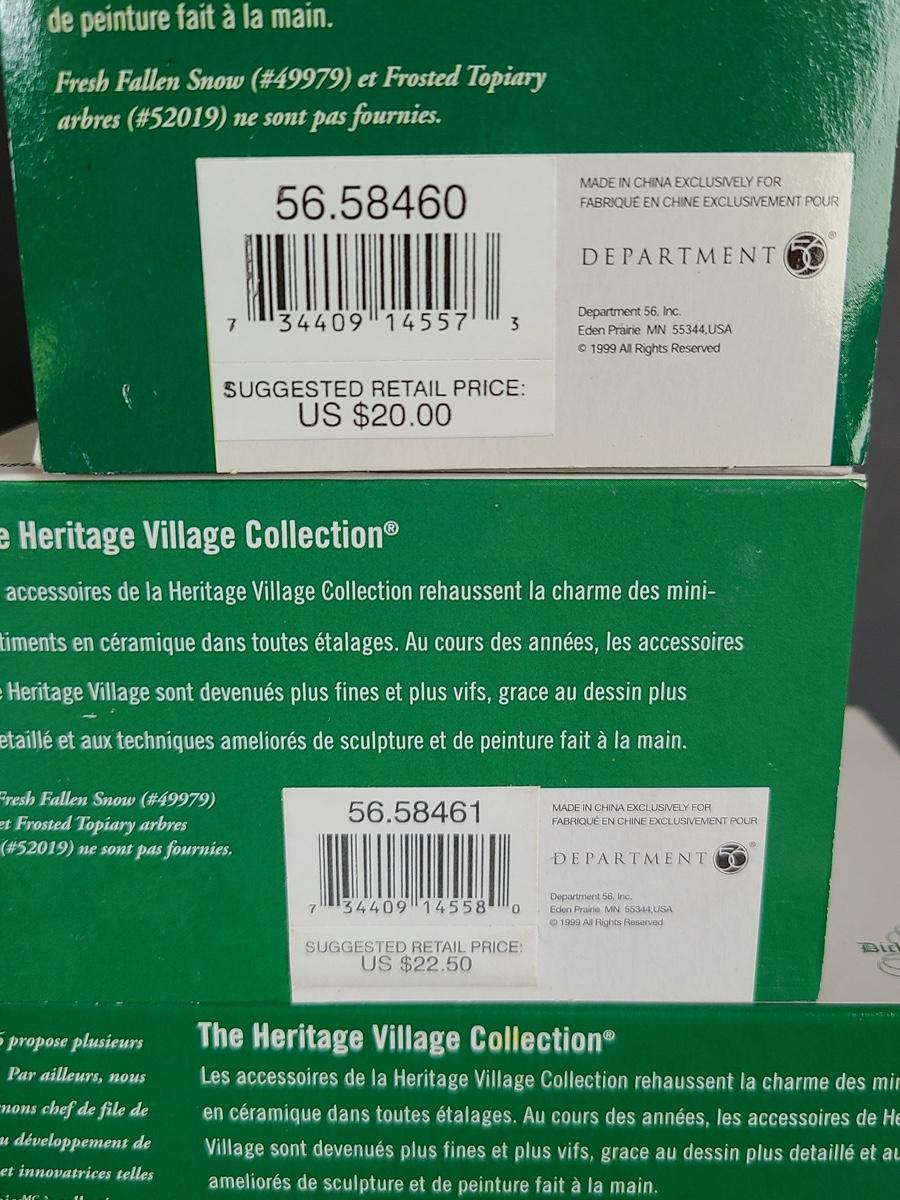 de peinture fait à la main.
Fresh Fallen Snow (#49979) et Frosted Topiary
arbres (#52019) ne sont pas fournies.
56.58460
7 34409 14557 3
SUGGESTED RETAIL PRICE:
US $20.00
MADE IN CHINA EXCLUSIVELY FOR
FABRIQUÉ EN CHINE EXCLUSIVEMENT POUR
DEPARTMENT 56®
Department 56, Inc.
Eden Prairie MN 55344,USA
© 1999 All Rights Reserved
Heritage Village Collection®
accessoires de la Heritage Village Collection rehaussent la charme des mini-
timents en céramique dans toutes étalages. Au cours des années, les accessoires
Heritage Village sont devenués plus fines et plus vifs, grace au dessin plus
etaillé et aux techniques ameliorés de sculpture et de peinture fait à la main.
Fresh Fallen Snow (#49979)
et Frosted Topiary arbres
(#52019) ne sont pas fournies.
56.58461
7 34409 14558 0
SUGGESTED RETAIL PRICE:
US $22.50
MADE IN CHINA EXCLUSIVELY FOR
FABRIQUÉ EN CHINE EXCLUSIVEMENT POUR
DEPARTMENT 56®
Department 56, Inc.
Eden Prairie MN 55344,USA
© 1999 All Rights Reserved
propose plusieurs
Par ailleurs, nous
nons chef de file de
u développement de
et innovatrices telles
The Heritage Village Collection®
Les accessoires de la Heritage Village Collection rehaussent la charme des
en céramique dans toutes étalages. Au cours des années, les accessoires de
Village sont devenués plus fines et plus vifs, grace au dessin plus detaillé et
ameliorés de sculpture et de peinture fait à la main.